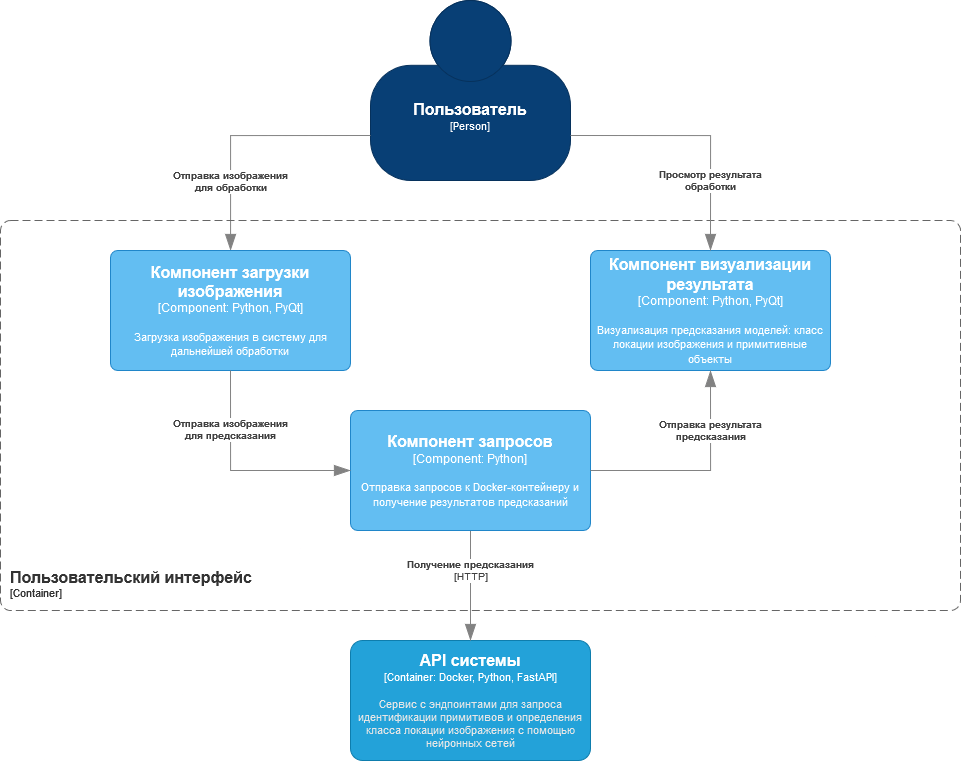 Пользователь
[Person]
Отправка изображения
для обработки
Просмотр результата
обработки
Компонент загрузки
изображения
[Component: Python, PyQt]
Загрузка изображения в систему для
дальнейшей обработки
Компонент визуализации
результата
[Component: Python, PyQt]
Визуализация предсказания моделей: класс
локации изображения и примитивные
объекты
Отправка изображения
для предсказания
Отправка результата
предсказания
Компонент запросов
[Component: Python]
Отправка запросов к Docker-контейнеру и
получение результатов предсказаний
Получение предсказания
[HTTP]
Пользовательский интерфейс
[Container]
API системы
[Container: Docker, Python, FastAPI]
Сервис с эндпоинтами для запроса
идентификации примитивов и определения
класса локации изображения с помощью
нейронных сетей